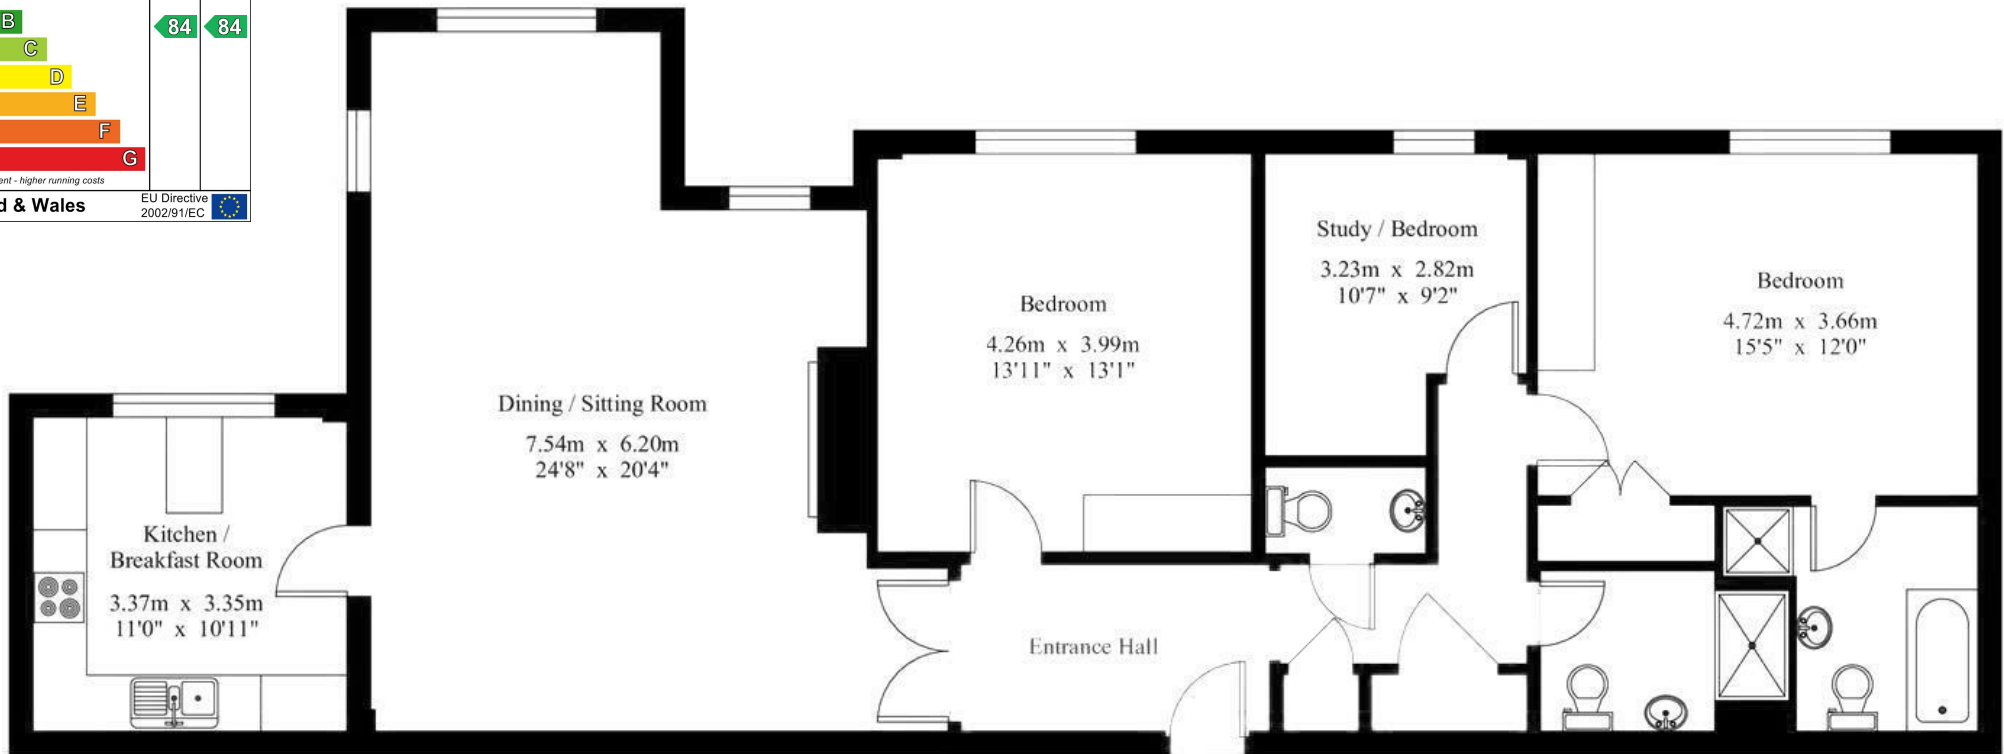 B
84
84
C
D
E
F
G
ent - higher running costs
d & Wales
EU Directive
2002/91/EC
Study / Bedroom
3.23m x 2.82m
10'7" x 9'2"
Bedroom
4.72m x 3.66m
15'5" x 12'0"
Bedroom
4.26m x 3.99m
13'11" x 13'1"
Dining / Sitting Room
7.54m x 6.20m
24'8" x 20'4"
Kitchen /
Breakfast Room
3.37m x 3.35m
11'0" x 10'11"
Entrance Hall